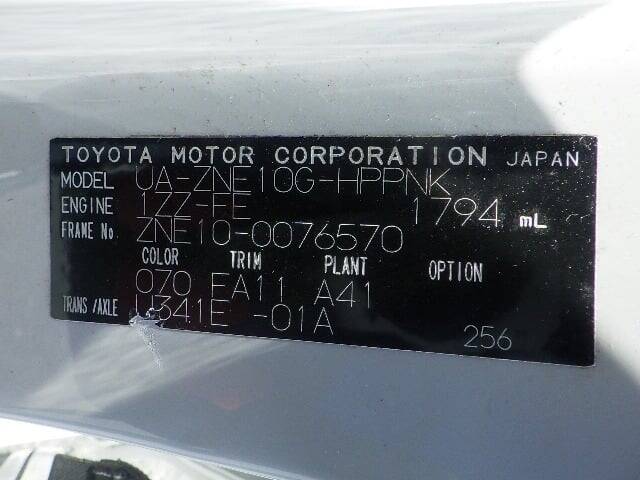 TOYOTA MOTOR CORPORATION JAPAN
MODEL UA-ZNE10G-HPPNK
ENGINE 1ZZ-FE 1794 mL
FRAME No. ZNE10-0076570
COLOR TRIM PLANT OPTION
070 FA11 A41
TRANS/AXLE U341E -01A
256